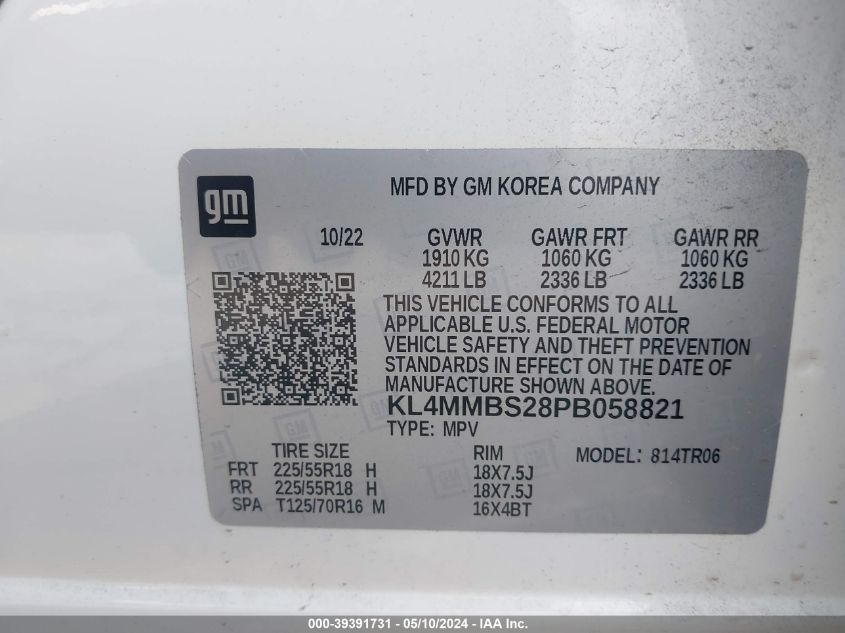 gm
MFD BY GM KOREA COMPANY
10/22 GVWR GAWR FRT GAWR RR
1910 KG 1060 KG 1060 KG
4211 LB 2336 LB 2336 LB
THIS VEHICLE CONFORMS TO ALL
APPLICABLE U.S. FEDERAL MOTOR
VEHICLE SAFETY AND THEFT PREVENTION
STANDARDS IN EFFECT ON THE DATE OF
MANUFACTURE SHOWN ABOVE.
KL4MMBS28PB058821
TYPE: MPV
TIRE SIZE RIM MODEL: 814TR06
FRT 225/55R18 H 18X7.5J
RR 225/55R18 H 18X7.5J
SPA T125/70R16 M 16X4BT
000-39391731 - 05/10/2024 - IAA Inc.